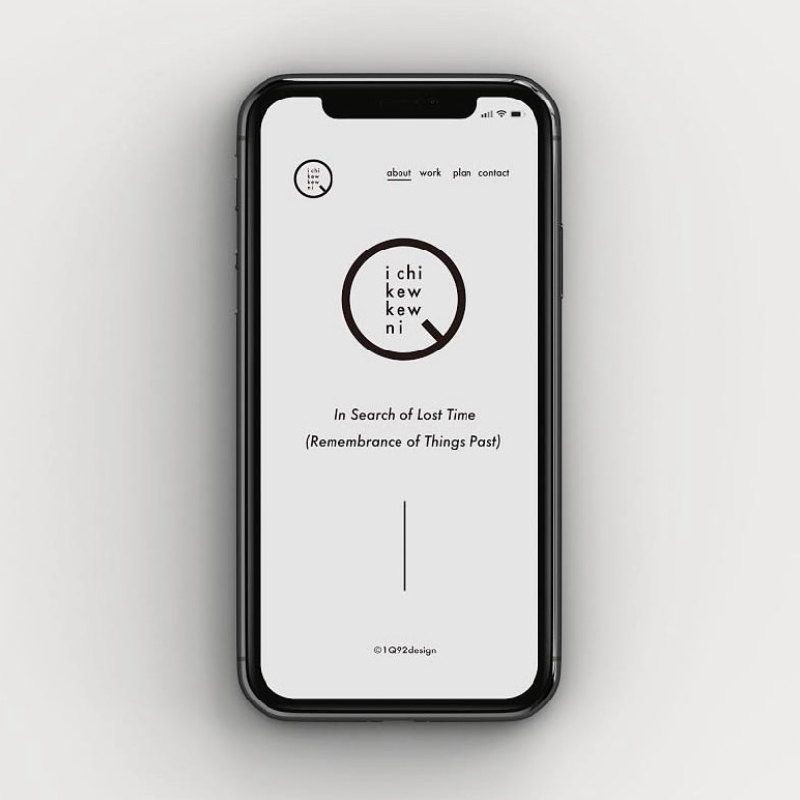 i chi
kew
kew
ni
about work plan contact
i chi
kew
kew
ni
In Search of Lost Time
(Remembrance of Things Past)
©1Q92design